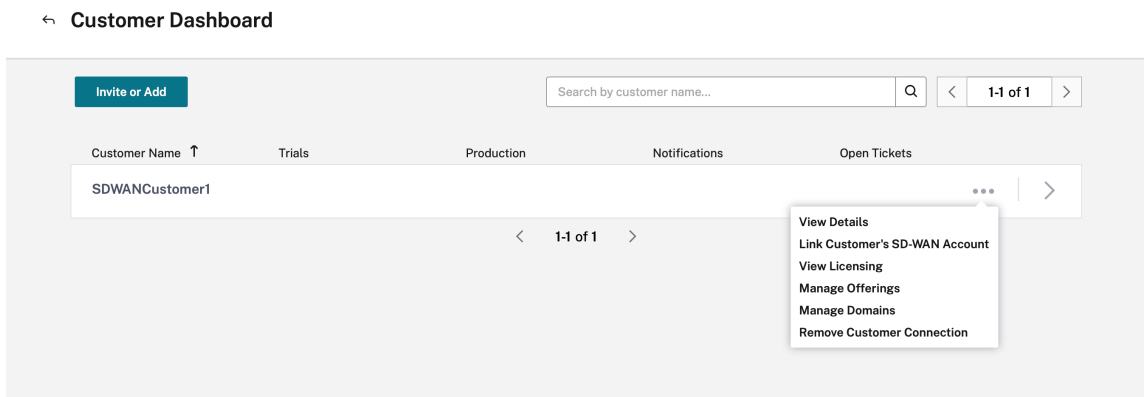 Customer Dashboard
Invite or Add
Search by customer name...
1-1 of 1
Customer Name Trials Production Notifications Open Tickets
SDWANCustomer1
1-1 of 1
View Details
Link Customer's SD-WAN Account
View Licensing
Manage Offerings
Manage Domains
Remove Customer Connection